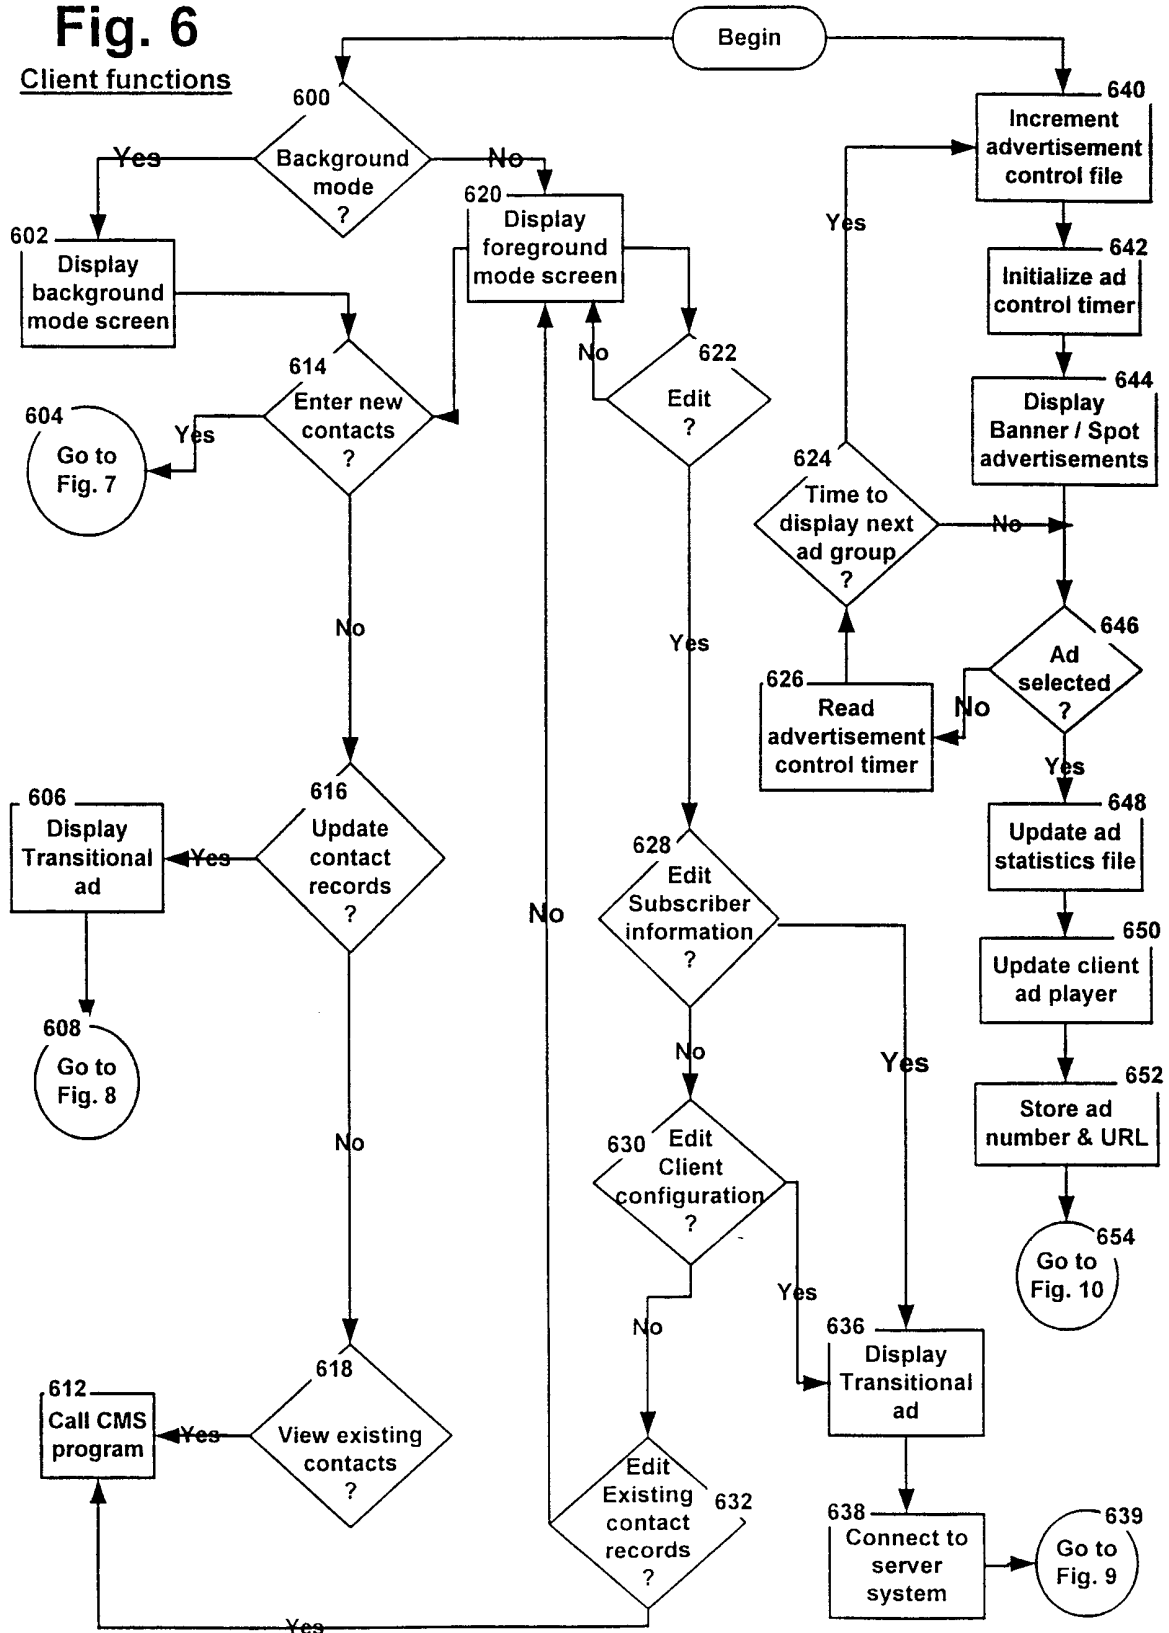 Fig. 6
Client functions
Begin
600
Background
mode
?
Yes
No
602
Display
background
mode screen
620
Display
foreground
mode screen
614
Enter new
contacts
?
Yes
604
Go to
Fig. 7
No
622
Edit
?
No
Yes
616
Update
contact
records
?
Yes
606
Display
Transitional
ad
608
Go to
Fig. 8
No
618
View existing
contacts
?
Yes
612
Call CMS
program
628
Edit
Subscriber
information
?
No
Yes
630
Edit
Client
configuration
?
Yes
No
632
Edit
Existing
contact
records
?
No
Yes
636
Display
Transitional
ad
638
Connect to
server
system
639
Go to
Fig. 9
640
Increment
advertisement
control file
642
Initialize ad
control timer
644
Display
Banner / Spot
advertisements
624
Time to
display next
ad group
?
Yes
No
626
Read
advertisement
control timer
646
Ad
selected
?
No
Yes
648
Update ad
statistics file
650
Update client
ad player
652
Store ad
number & URL
654
Go to
Fig. 10